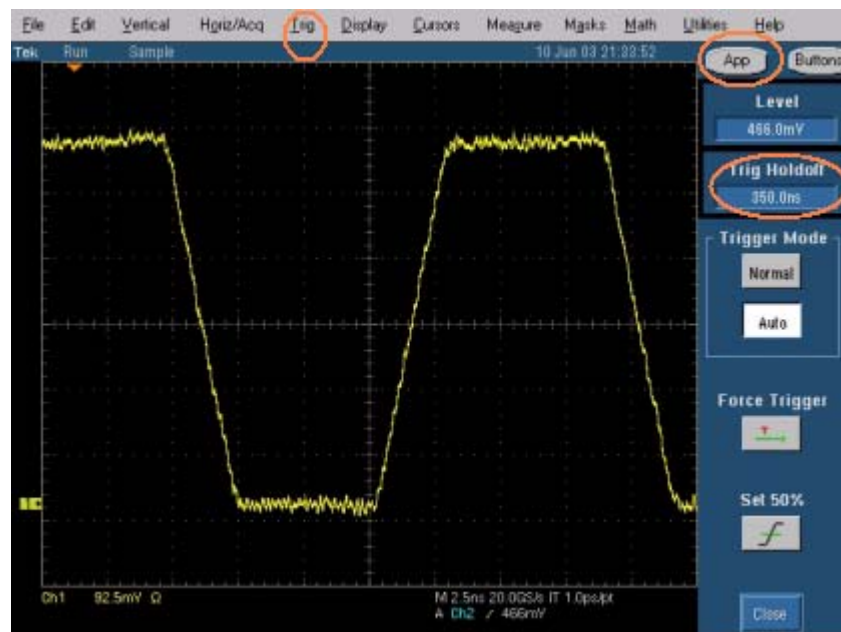 File Edit Vertical Horiz/Acq Trig Display Cursors Measure Masks Math Utilities Help
Tek Run Sample 10 Jun 03 21:33:52
App Buttons
Level
466.0mV
Trig Holdoff
350.0ns
Trigger Mode
Normal
Auto
Force Trigger
Set 50%
Close
Ch1 92.5mV Ω M 2.5ns 20.0GS/s IT 1.0ps/pt
A Ch2 / 466mV